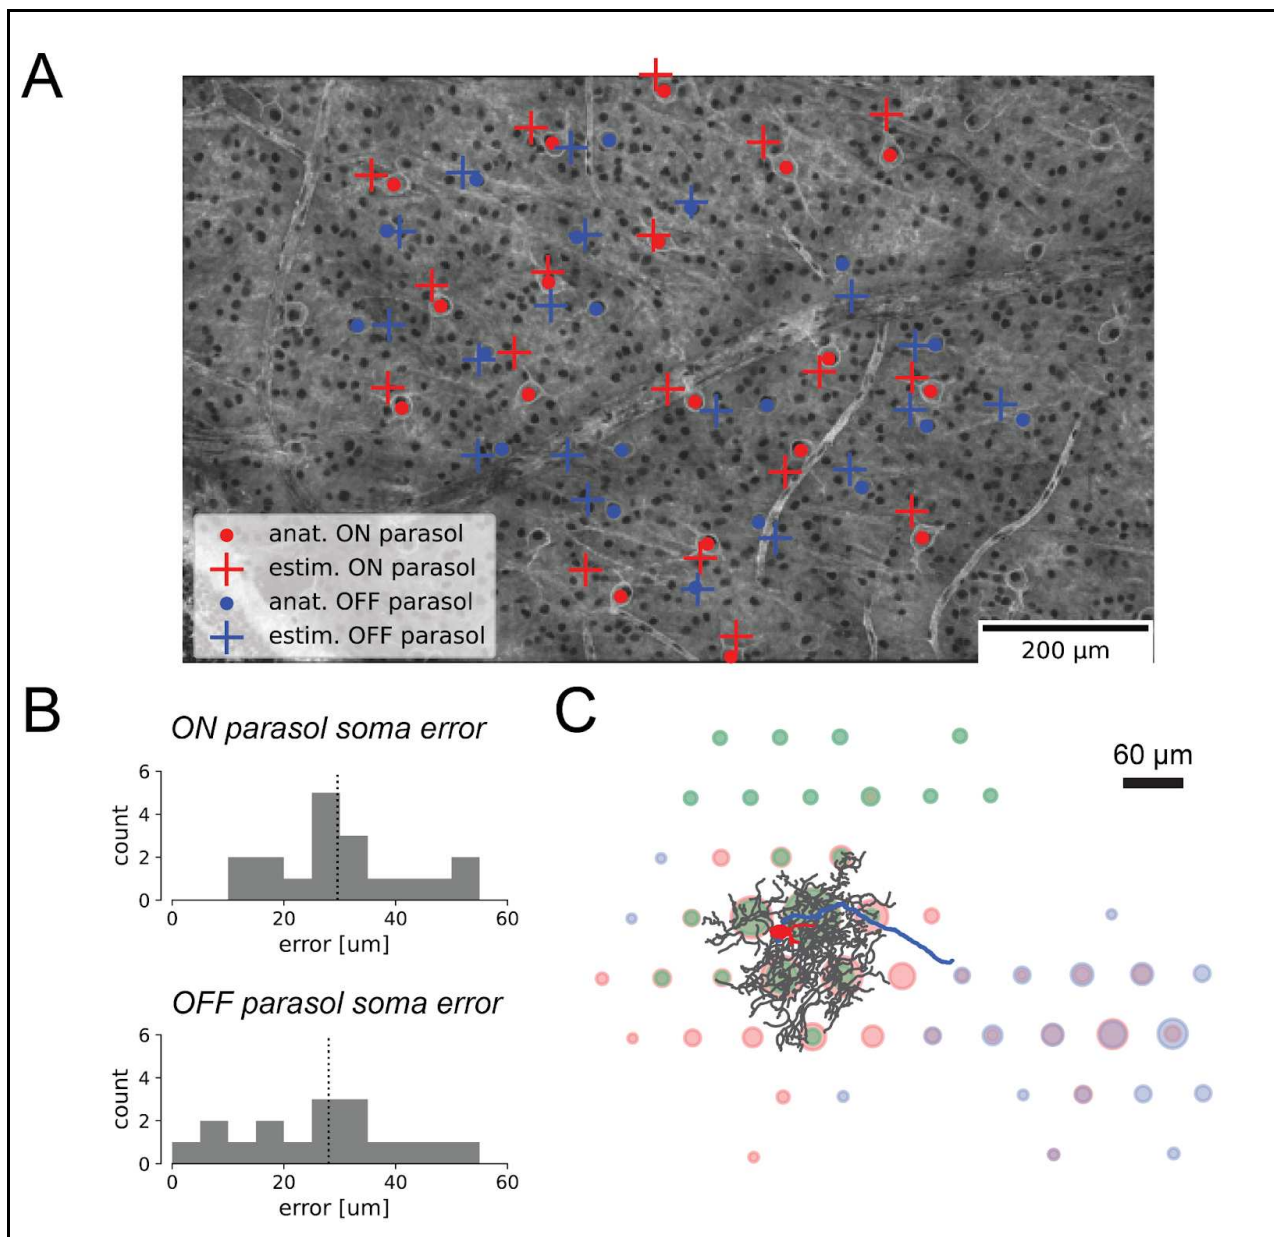 A
anat. ON parasol
estim. ON parasol
anat. OFF parasol
estim. OFF parasol
200 μm
B
ON parasol soma error
6
4
2
0
count
0 20 40 60
error [um]
OFF parasol soma error
6
4
2
0
count
0 20 40 60
error [um]
C
60 μm